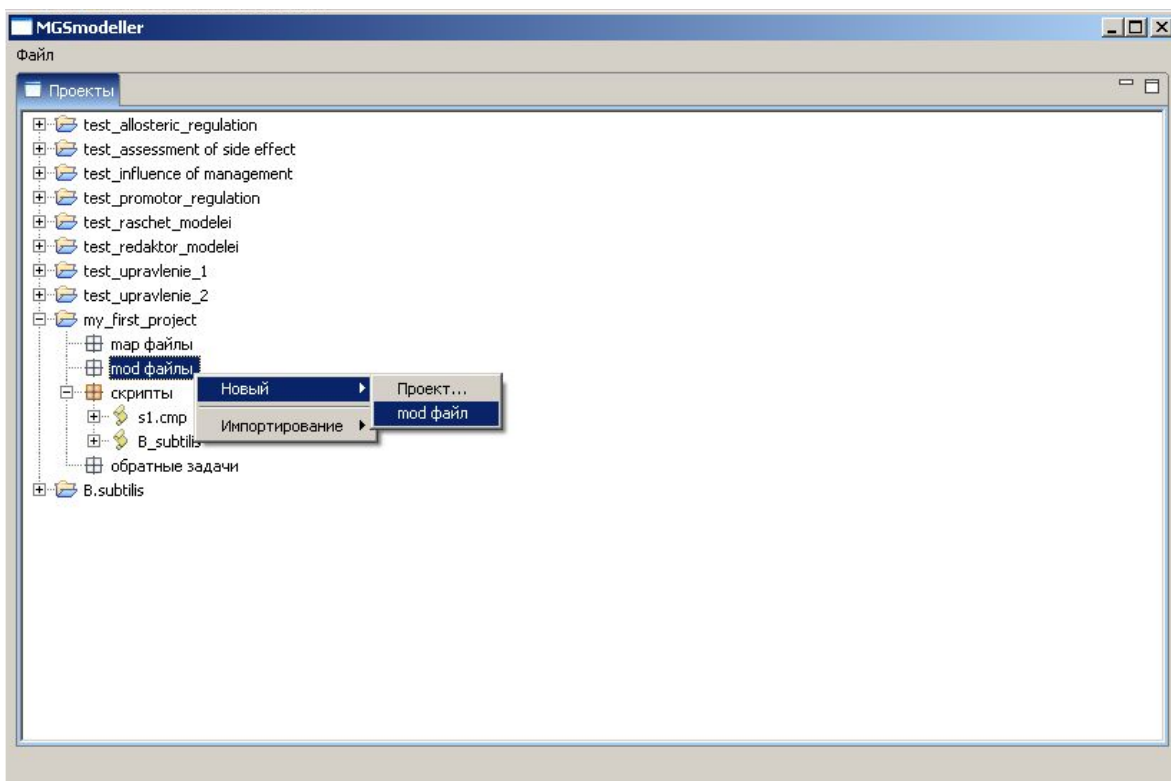 MGSmodeller
Файл
Проекты
test_allosteric_regulation
test_assessment of side effect
test_influence of management
test_promotor_regulation
test_raschet_modelei
test_redaktor_modelei
test_upravlenie_1
test_upravlenie_2
my_first_project
map файлы
mod файлы
Новый
Проект...
скрипты
mod файл
s1.cmp
Импортирование
B_subtilis
обратные задачи
B.subtilis